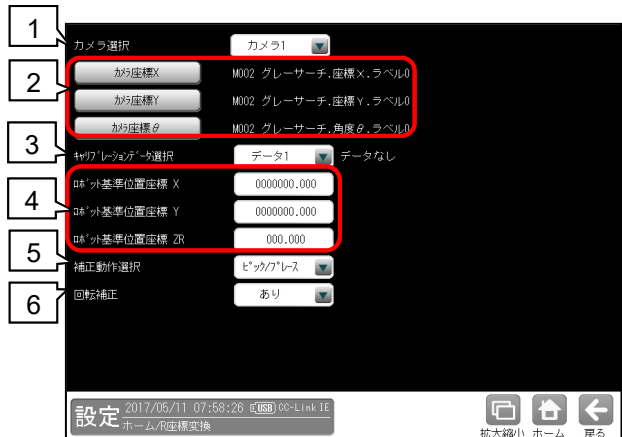 1
カメラ選択 カメラ1
2
ｶﾒﾗ座標X M002 グレーサーチ.座標X.ラベル0
ｶﾒﾗ座標Y M002 グレーサーチ.座標Y.ラベル0
ｶﾒﾗ座標θ M002 グレーサーチ.角度θ.ラベル0
3
ｷｬﾘﾌﾞﾚｰｼｮﾝﾃﾞｰﾀ選択 データ1 データなし
4
ﾛﾎﾞｯﾄ基準位置座標 X 0000000.000
ﾛﾎﾞｯﾄ基準位置座標 Y 0000000.000
ﾛﾎﾞｯﾄ基準位置座標 ZR 000.000
5
補正動作選択 ﾋﾟｯｸ/ﾌﾟﾚｰｽ
6
回転補正 あり
設定 2017/05/11 07:58:26 USB CC-Link IE
ホーム/R座標変換
拡大縮小 ホーム 戻る